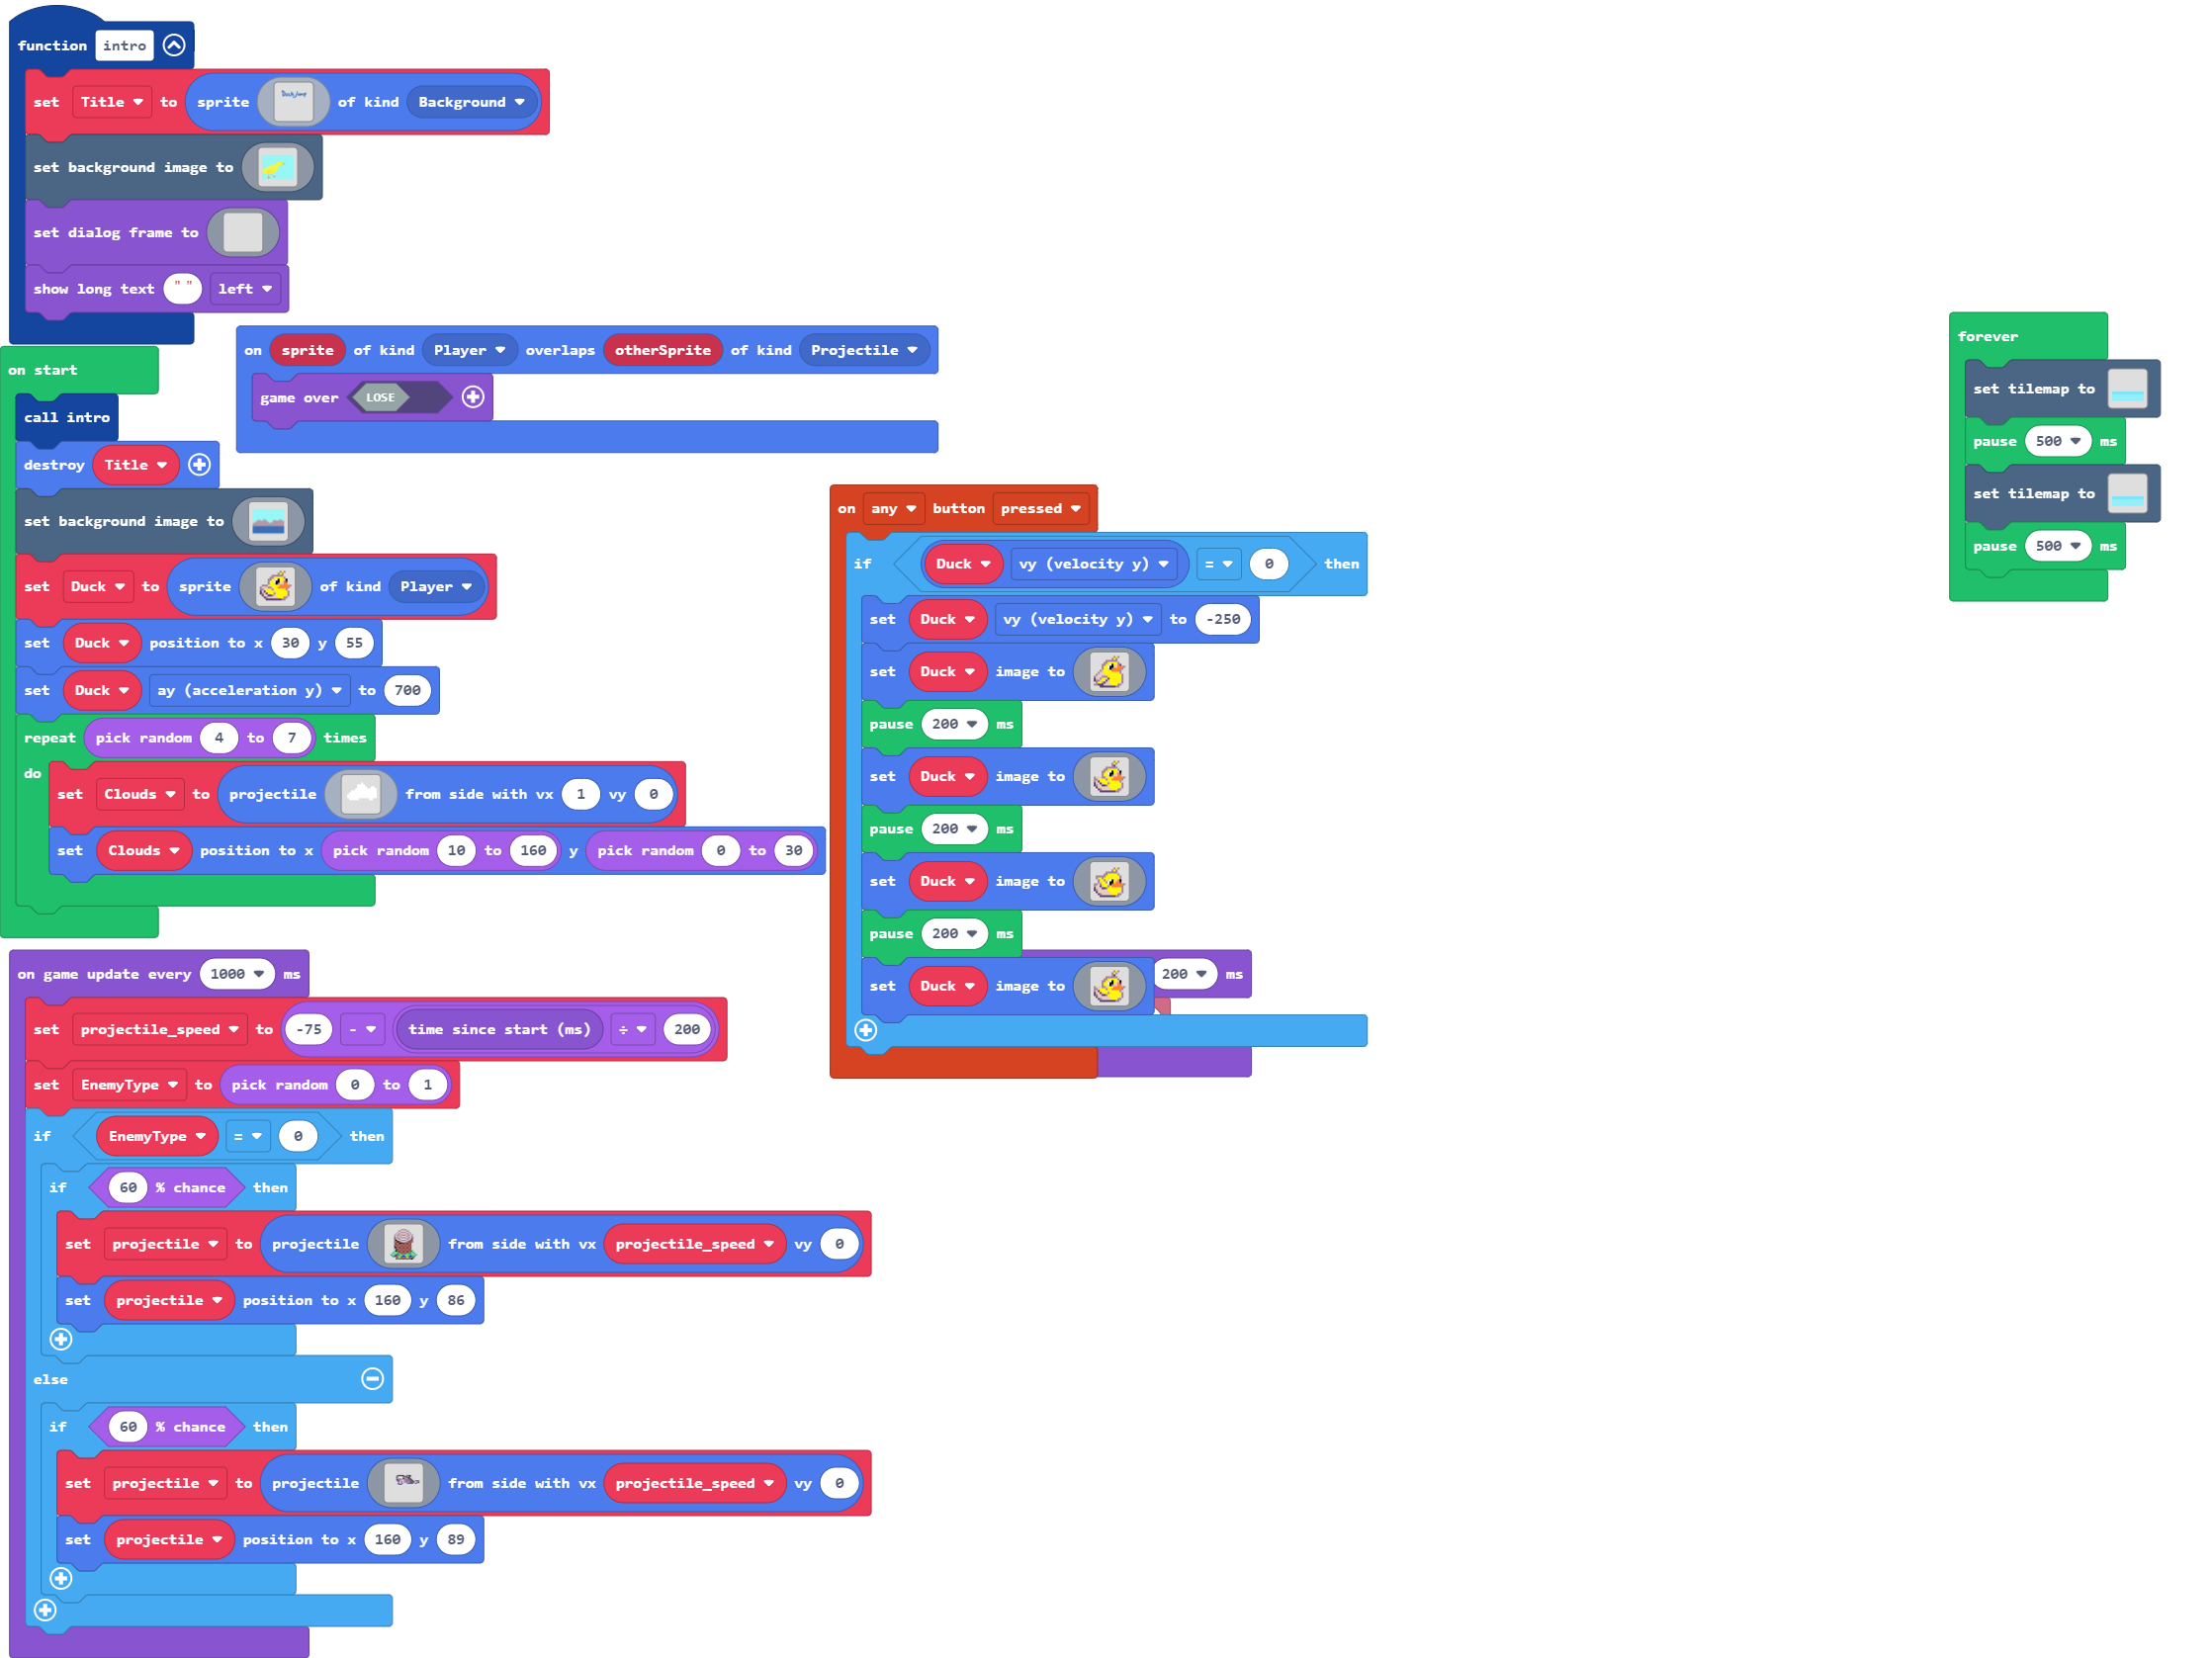 function intro
set Title to sprite of kind Background
set background image to
set dialog frame to
show long text " " left
on start
call intro
destroy Title
set background image to
set Duck to sprite of kind Player
set Duck position to x 30 y 55
set Duck ay (acceleration y) to 700
repeat pick random 4 to 7 times
do
set Clouds to projectile from side with vx 1 vy 0
set Clouds position to x pick random 10 to 160 y pick random 0 to 30
on sprite of kind Player overlaps otherSprite of kind Projectile
game over LOSE
on any button pressed
if Duck vy (velocity y) = 0 then
set Duck vy (velocity y) to -250
set Duck image to
pause 200 ms
set Duck image to
pause 200 ms
set Duck image to
pause 200 ms
set Duck image to
200 ms
forever
set tilemap to
pause 500 ms
set tilemap to
pause 500 ms
on game update every 1000 ms
set projectile_speed to -75 - time since start (ms) ÷ 200
set EnemyType to pick random 0 to 1
if EnemyType = 0 then
if 60 % chance then
set projectile to projectile from side with vx projectile_speed vy 0
set projectile position to x 160 y 86
else
if 60 % chance then
set projectile to projectile from side with vx projectile_speed vy 0
set projectile position to x 160 y 89